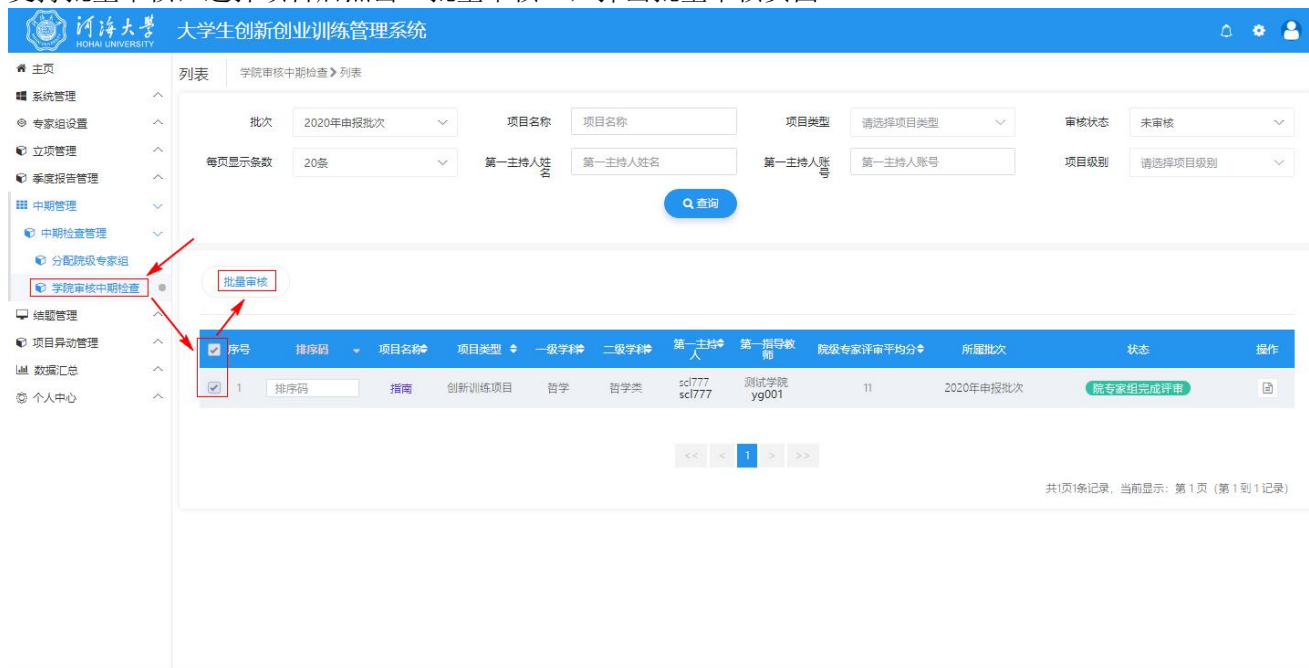 河海大学 大学生创新创业训练管理系统
HOHAI UNIVERSITY
主页
系统管理
专家组设置
立项管理
季度报告管理
中期管理
中期检查管理
分配院级专家组
学院审核中期检查
结题管理
项目异动管理
数据汇总
个人中心
列表 学院审核中期检查 列表
批次 2020年申报批次 项目名称 项目名称 项目类型 请选择项目类型 审核状态 未审核
每页显示条数 20条 第一主持人姓名 第一主持人姓名 第一主持人账号 第一主持人账号 项目级别 请选择项目级别
查询
批量审核
序号 排序码 项目名称 项目类型 一级学科 二级学科 第一主持人 第一指导教师 院级专家评审平均分 所属批次 状态 操作
1 排序码 指南 创新训练项目 哲学 哲学类 scl777 测试学院 11 2020年申报批次 院专家组完成评审
scl777 yg001
<< < 1 > >>
共1页1条记录, 当前显示: 第 1 页 (第 1 到 1 记录)